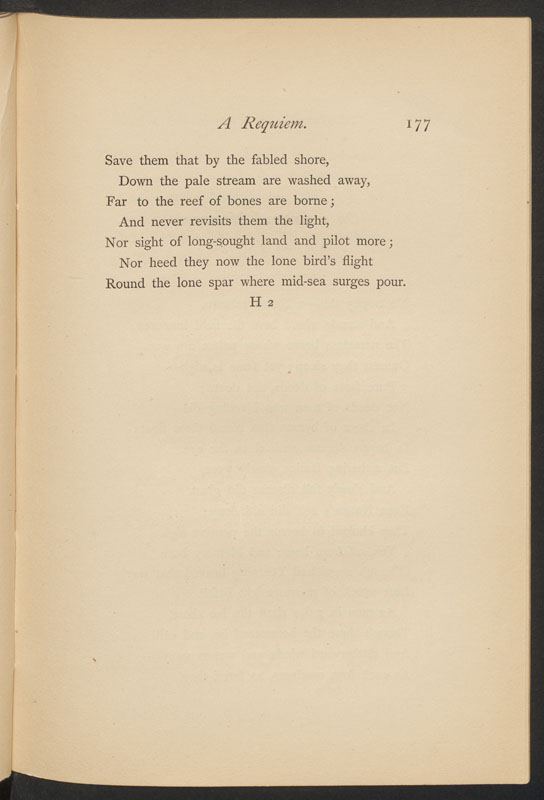 A Requiem. 177
Save them that by the fabled shore,
Down the pale stream are washed away,
Far to the reef of bones are borne ;
And never revisits them the light,
Nor sight of long-sought land and pilot more ;
Nor heed they now the lone bird's flight
Round the lone spar where mid-sea surges pour.
H 2